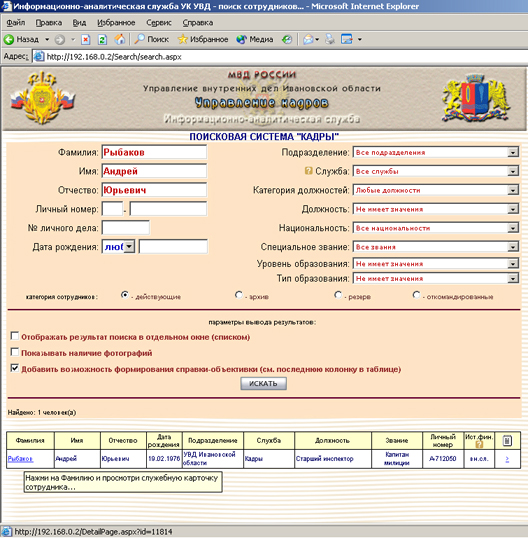 Информационно-аналитическая служба УК УВД - поиск сотрудников... - Microsoft Internet Explorer
Файл Правка Вид Избранное Сервис Справка
Назад Поиск Избранное Медиа
Адрес: http://192.168.0.2/Search/search.aspx
МВД РОССИИ
Управление внутренних дел Ивановской области
Управление кадров
Информационно-аналитическая служба
ПОИСКОВАЯ СИСТЕМА "КАДРЫ"
Фамилия: Рыбаков Подразделение: Все подразделения
Имя: Андрей ? Служба: Все службы
Отчество: Юрьевич Категория должностей: Любые должности
Личный номер: - Должность: Не имеет значения
№ личного дела: Национальность: Все национальности
Дата рождения: люб Специальное звание: Все звания
Уровень образования: Не имеет значения
Тип образования: Не имеет значения
категория сотрудников: - действующие - архив - резерв - откомандированные
параметры вывода результатов:
Отображать результат поиска в отдельном окне (списком)
Показывать наличие фотографий
Добавить возможность формирования справки-объективки (см. последнюю колонку в таблице)
ИСКАТЬ
Найдено: 1 человек(а)
Фамилия Имя Отчество Дата рождения Подразделение Служба Должность Звание Личный номер Ист.фин. ?
Рыбаков Андрей Юрьевич 19.02.1976 УВД Ивановской области Кадры Старший инспектор Капитан милиции А-712050 вн.сл. >
Нажми на Фамилию и просмотри служебную карточку
сотрудника...
http://192.168.0.2/DetailPage.aspx?id=11814